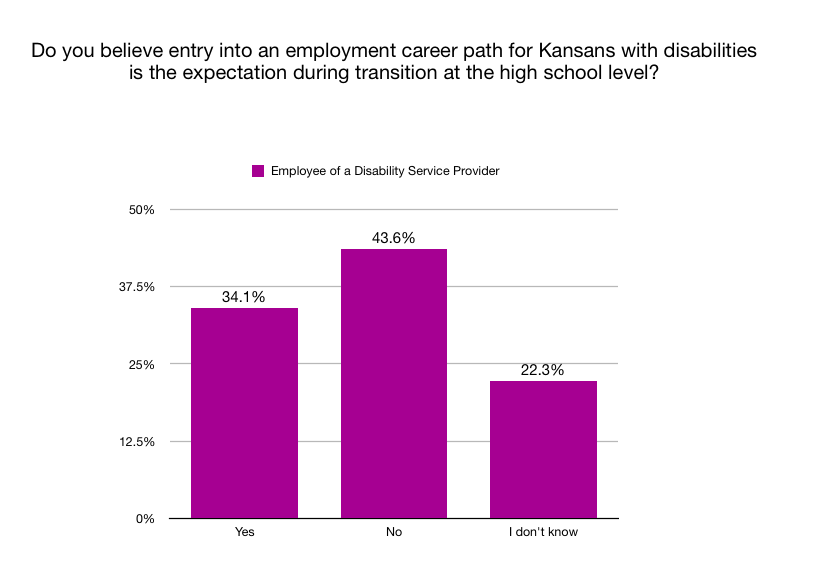 Do you believe entry into an employment career path for Kansans with disabilities
is the expectation during transition at the high school level?
Employee of a Disability Service Provider
50%
43.6%
37.5%
34.1%
25%
22.3%
12.5%
0%
Yes No I don't know